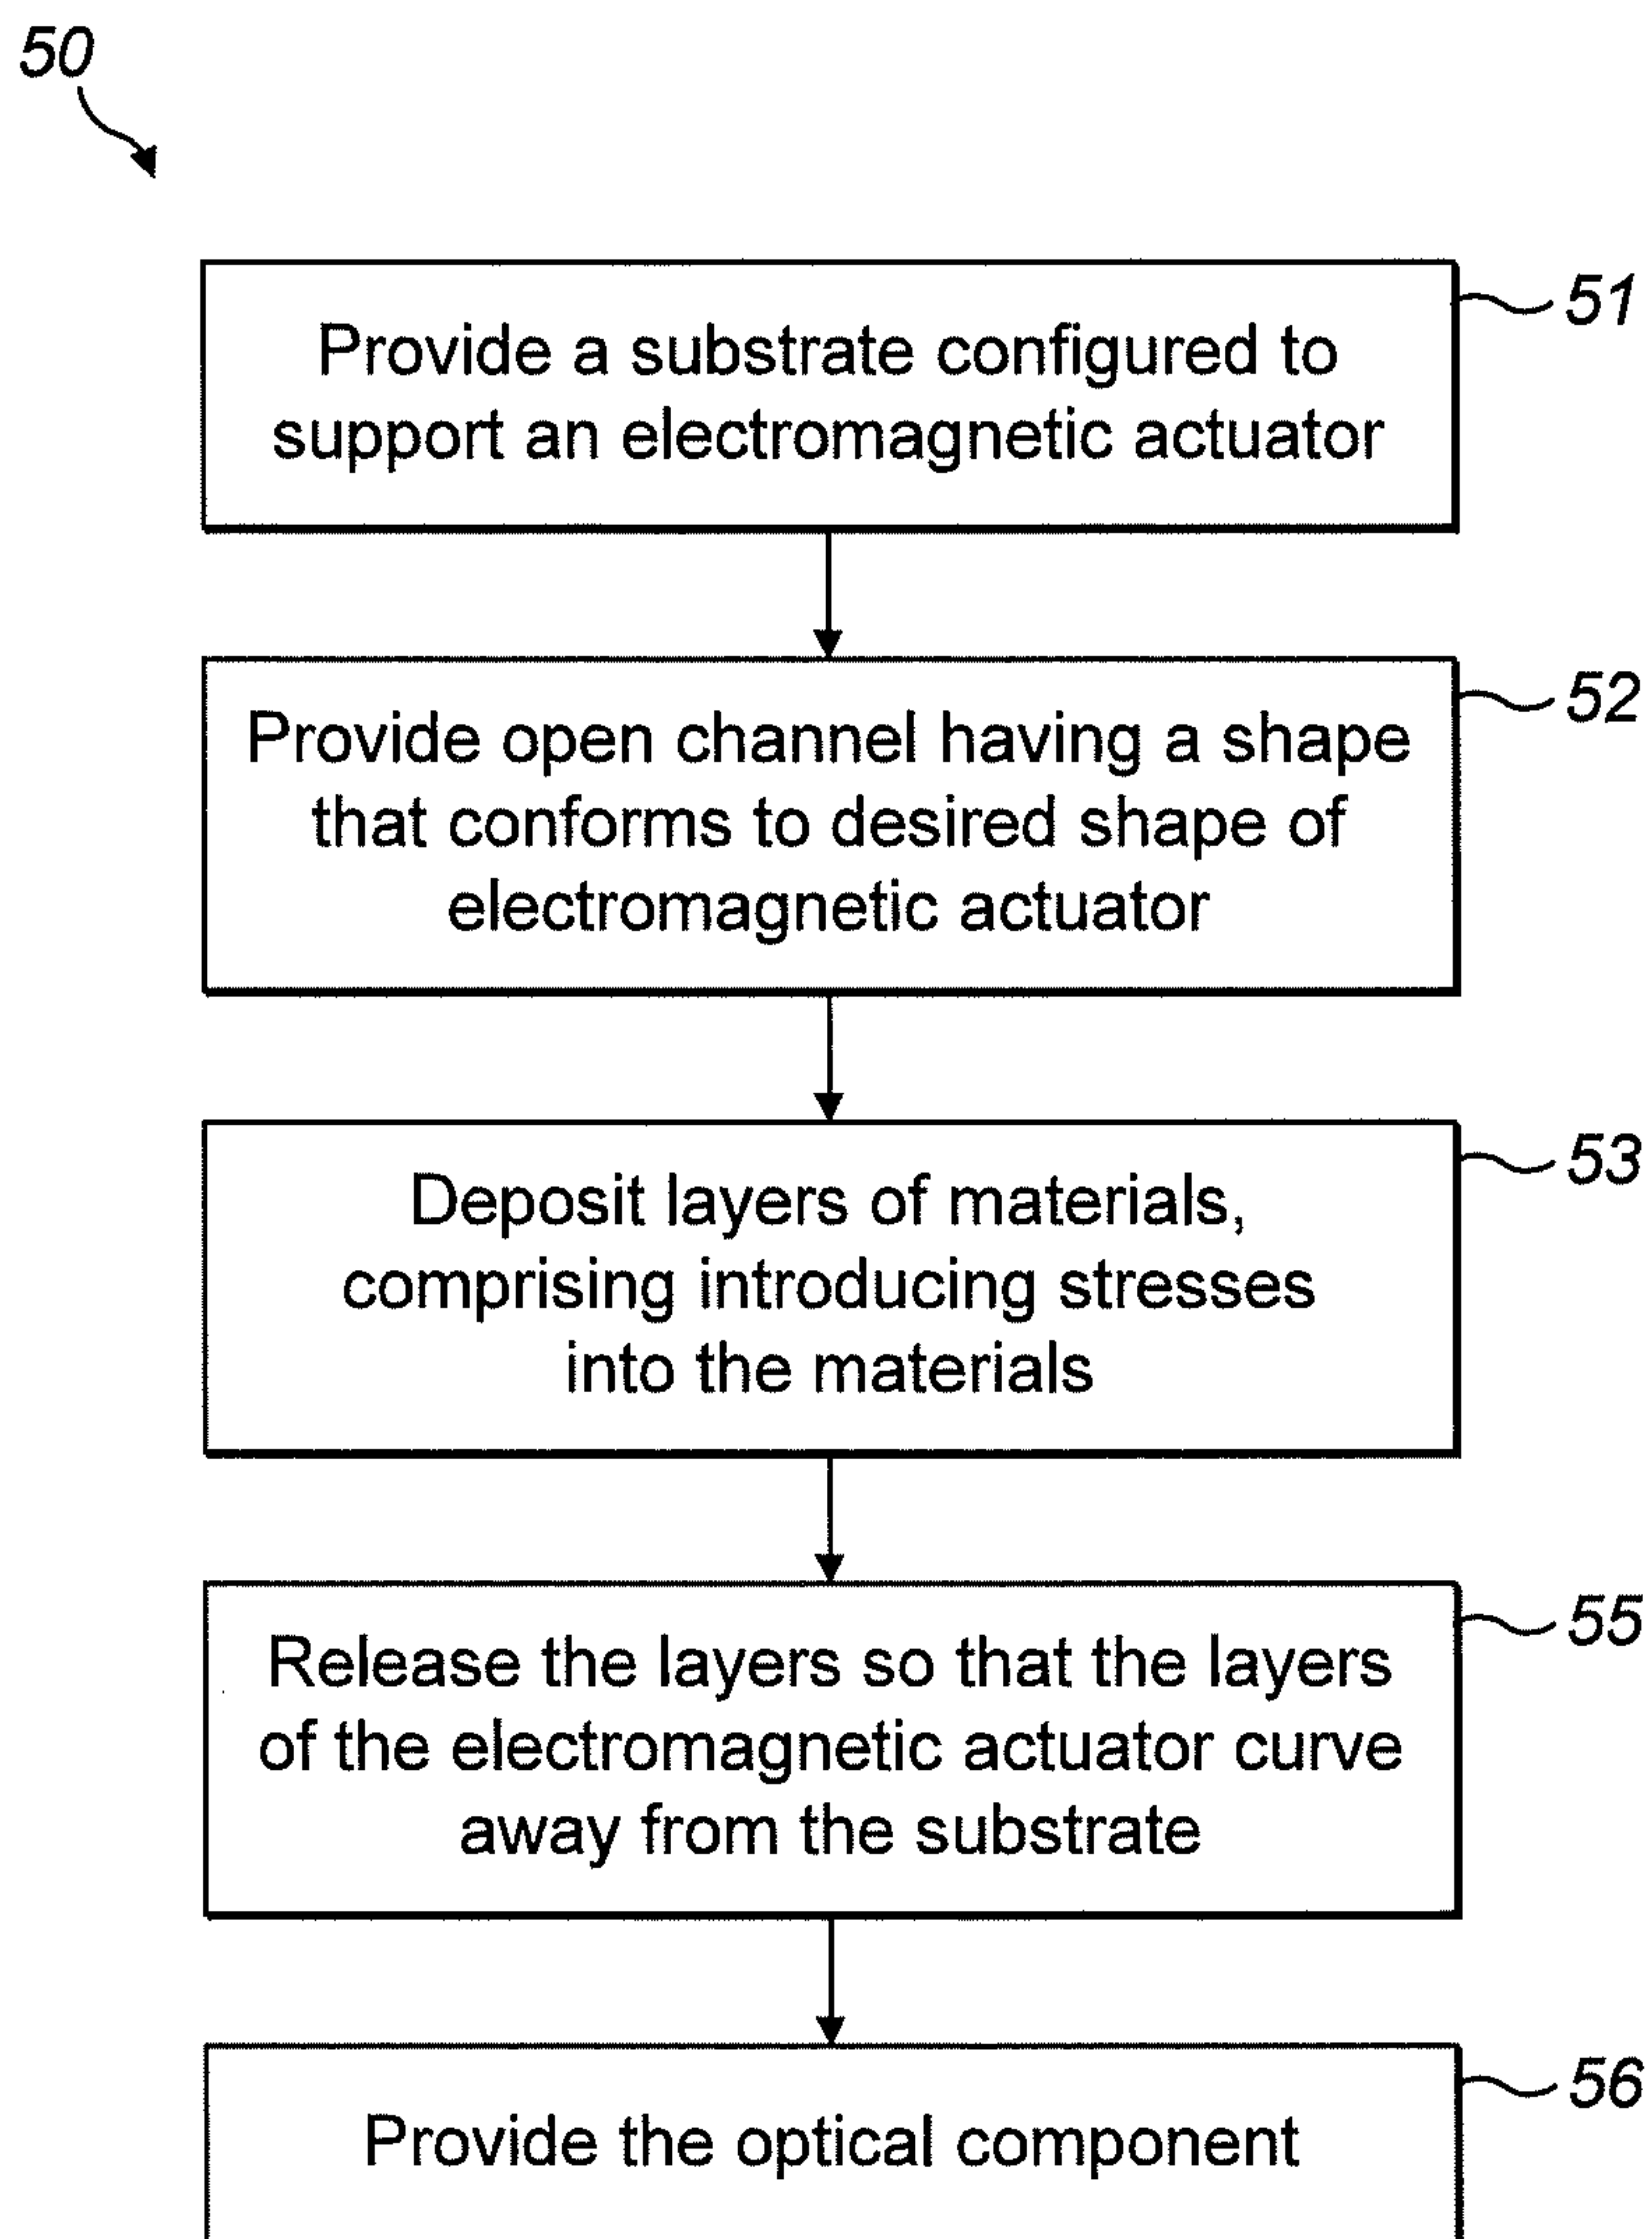 50
51
Provide a substrate configured to
support an electromagnetic actuator
52
Provide open channel having a shape
that conforms to desired shape of
electromagnetic actuator
53
Deposit layers of materials,
comprising introducing stresses
into the materials
55
Release the layers so that the layers
of the electromagnetic actuator curve
away from the substrate
56
Provide the optical component